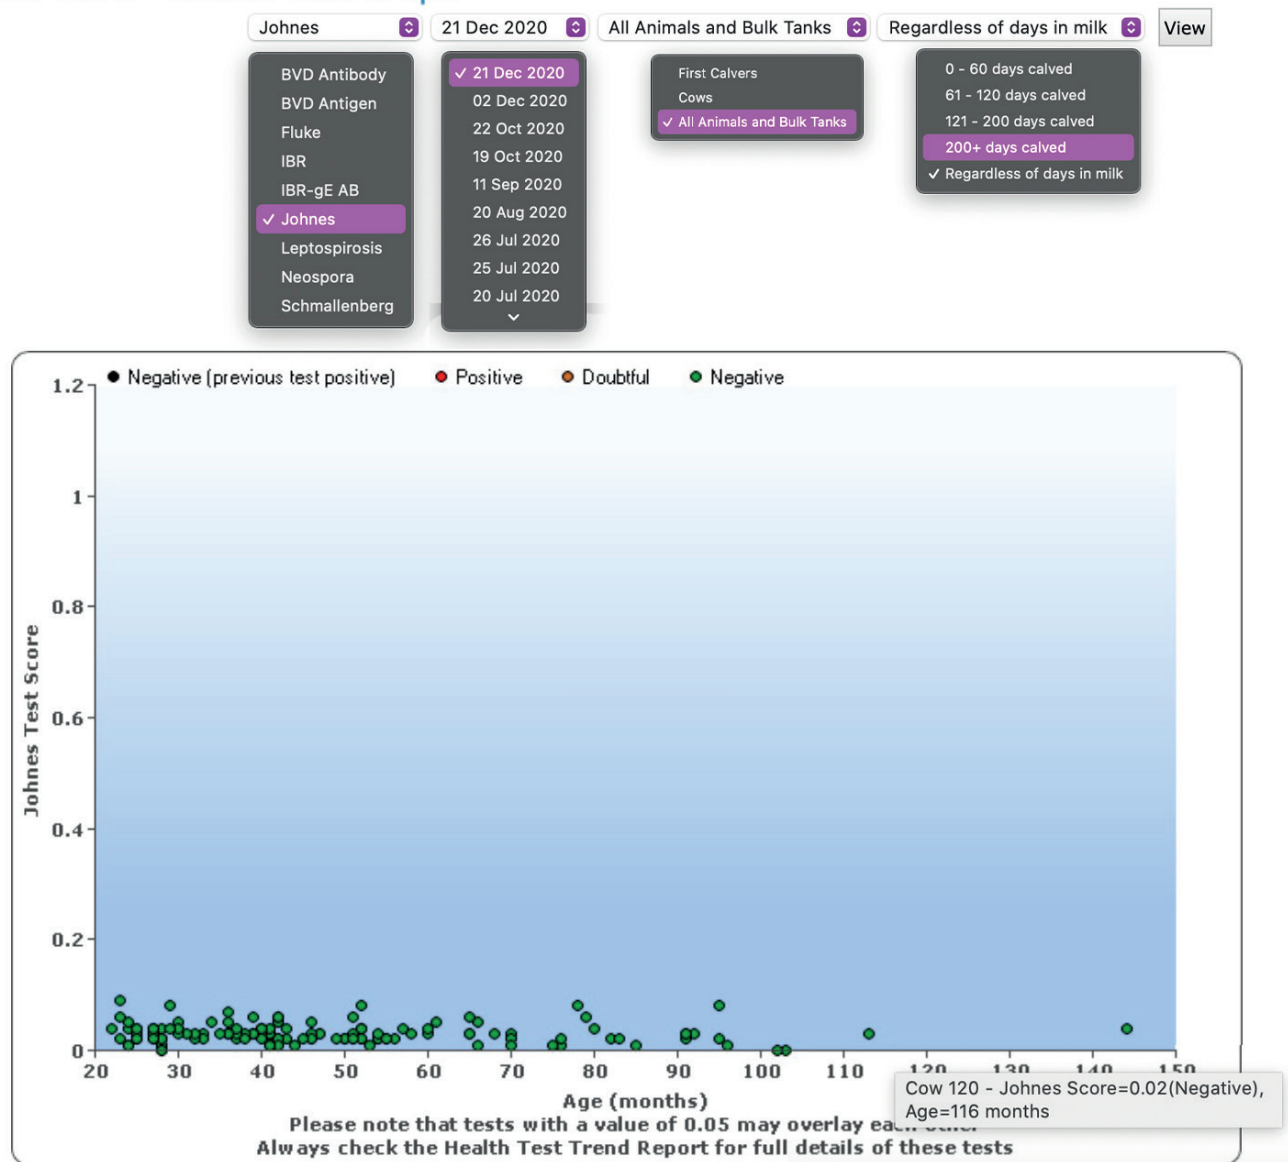 Johnes
21 Dec 2020
All Animals and Bulk Tanks
Regardless of days in milk
View
BVD Antibody
BVD Antigen
Fluke
IBR
IBR-gE AB
✓ Johnes
Leptospirosis
Neospora
Schmallenberg
✓ 21 Dec 2020
02 Dec 2020
22 Oct 2020
19 Oct 2020
11 Sep 2020
20 Aug 2020
26 Jul 2020
25 Jul 2020
20 Jul 2020
First Calvers
Cows
✓ All Animals and Bulk Tanks
0 - 60 days calved
61 - 120 days calved
121 - 200 days calved
200+ days calved
✓ Regardless of days in milk
Negative (previous test positive)
Positive
Doubtful
Negative
Johnes Test Score
1.2
1
0.8
0.6
0.4
0.2
0
20 30 40 50 60 70 80 90 100 110 120 130 140 150
Age (months)
Cow 120 - Johnes Score=0.02(Negative),
Age=116 months
Please note that tests with a value of 0.05 may overlay
Always check the Health Test Trend Report for full details of these tests